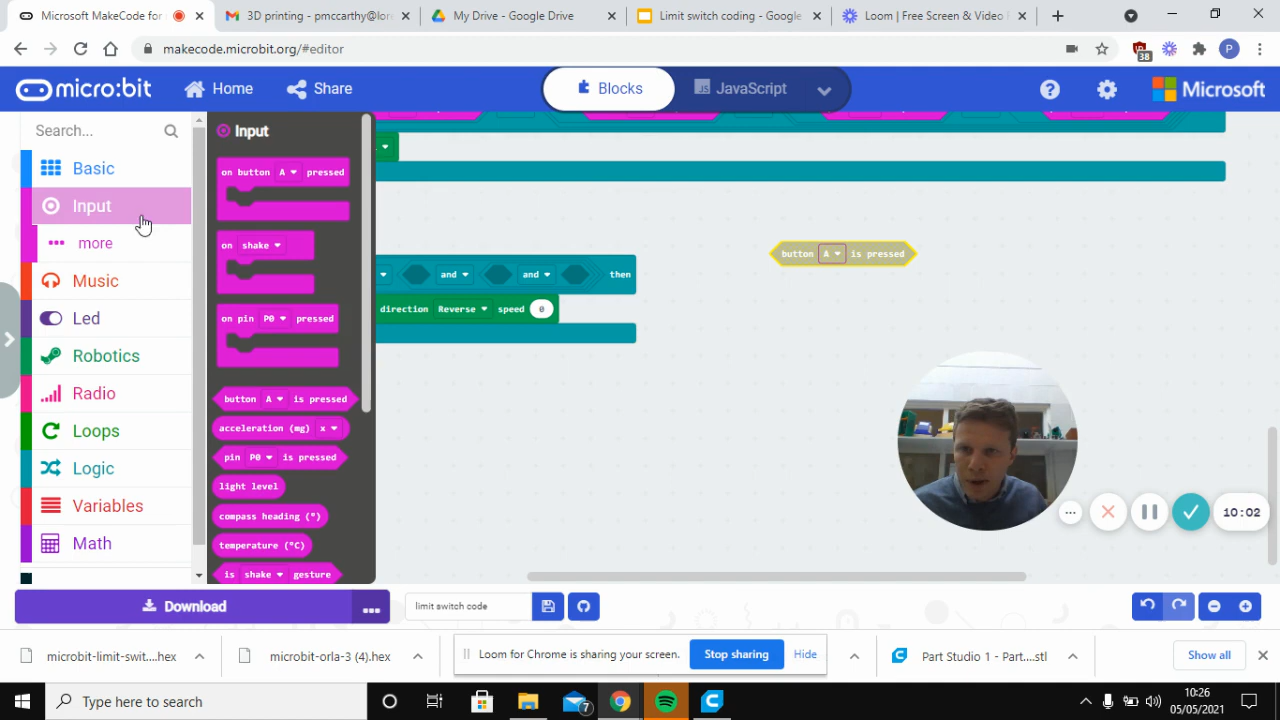 Microsoft MakeCode for
3D printing - pmccarthy@lor
My Drive - Google Drive
Limit switch coding - Google
Loom | Free Screen & Video
makecode.microbit.org/#editor
38
P
micro:bit
Home
Share
Blocks
JavaScript
Microsoft
Search...
Basic
Input
more
Music
Led
Robotics
Radio
Loops
Logic
Variables
Math
Input
on button A pressed
on shake
on pin P0 pressed
button A is pressed
acceleration (mg) x
pin P0 is pressed
light level
compass heading (°)
temperature (°C)
is shake gesture
button A is pressed
and and then
direction Reverse speed 0
10:02
Download
limit switch code
microbit-limit-swit....hex
microbit-orla-3 (4).hex
Loom for Chrome is sharing your screen.
Stop sharing
Hide
Part Studio 1 - Part....stl
Show all
Type here to search
7
10:26
05/05/2021